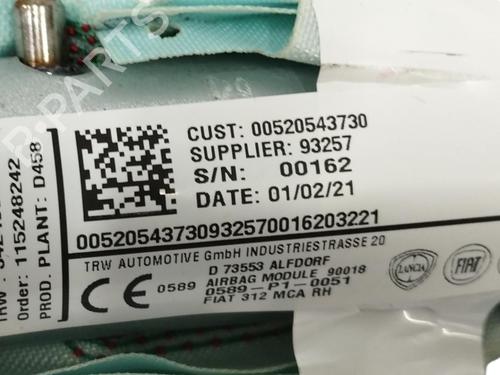 CUST: 00520543730
SUPPLIER: 93257
S/N: 00162
DATE: 01/02/21
00520543730932570016203221
TRW AUTOMOTIVE GmbH INDUSTRIESTRASSE 20
D 73553 ALFDORF
AIRBAG MODULE 90018
0589-P1-0051
FIAT 312 MCA RH
CE 0589
LANCIA
FIAT
Order: 115248242
PROD. PLANT: D458